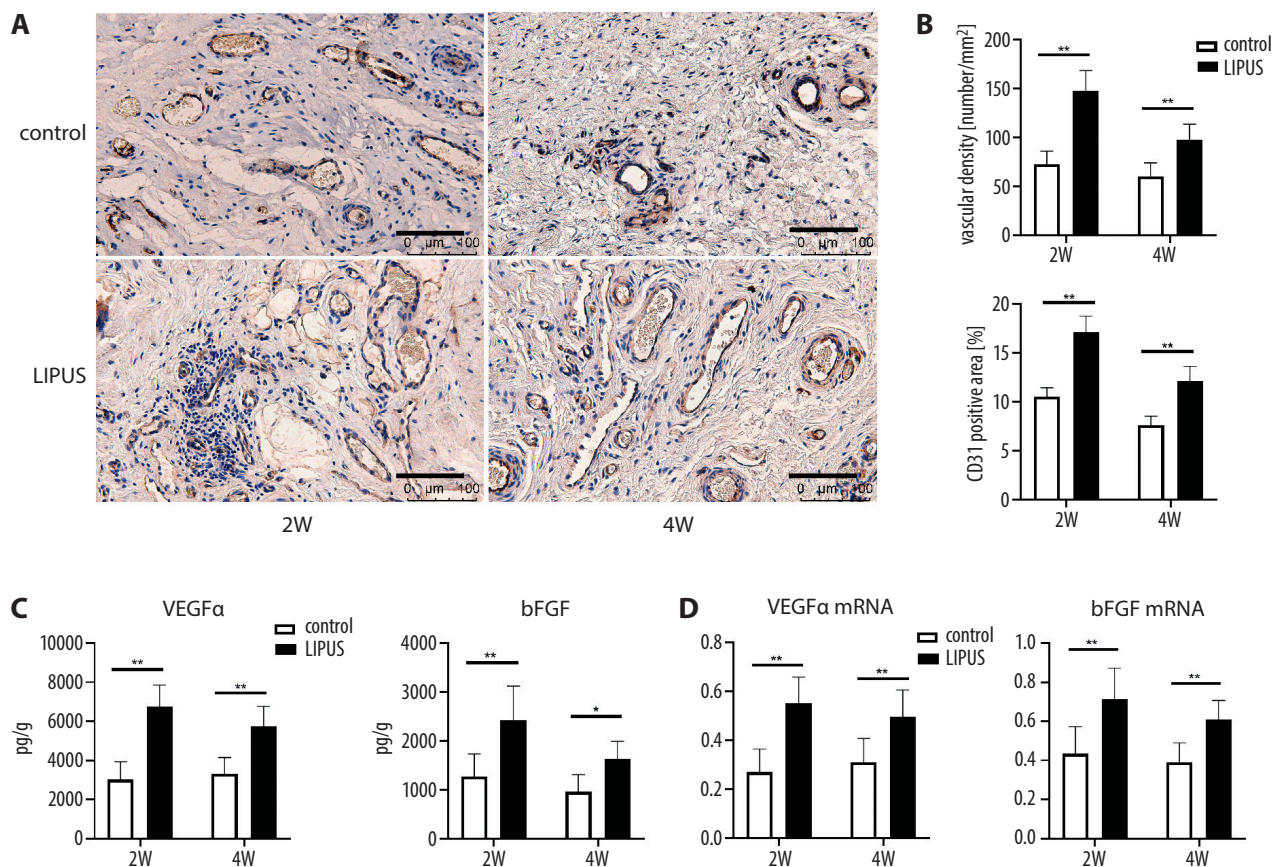 A
control
LIPUS
0 µm 100
0 µm 100
0 µm 100
0 µm 100
2W
4W
B
control
LIPUS
vascular density [number/mm²]
200
150
100
50
0
**
**
2W
4W
CD31 positive area [%]
20
15
10
5
0
**
**
2W
4W
C
VEGFα
control
LIPUS
pg/g
10000
8000
6000
4000
2000
0
**
**
2W
4W
bFGF
pg/g
4000
3000
2000
1000
0
**
*
2W
4W
D
VEGFα mRNA
control
LIPUS
0.8
0.6
0.4
0.2
0.0
**
**
2W
4W
bFGF mRNA
1.0
0.8
0.6
0.4
0.2
0.0
**
**
2W
4W